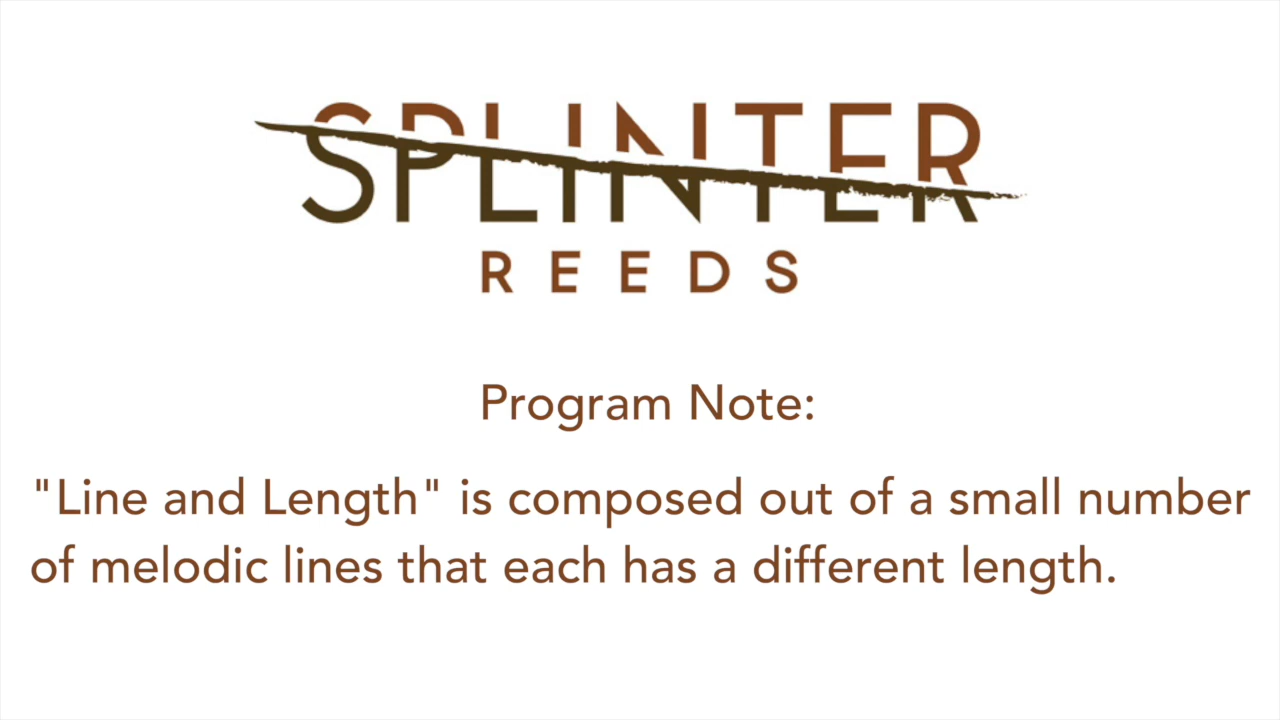 SPLINTER
REEDS
Program Note:
"Line and Length" is composed out of a small number
of melodic lines that each has a different length.